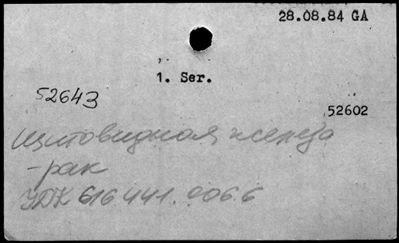 28.08.84 GA
1. Ser.
52643
52602
щитовидная железа
-рак
УДК 616.441.006.6